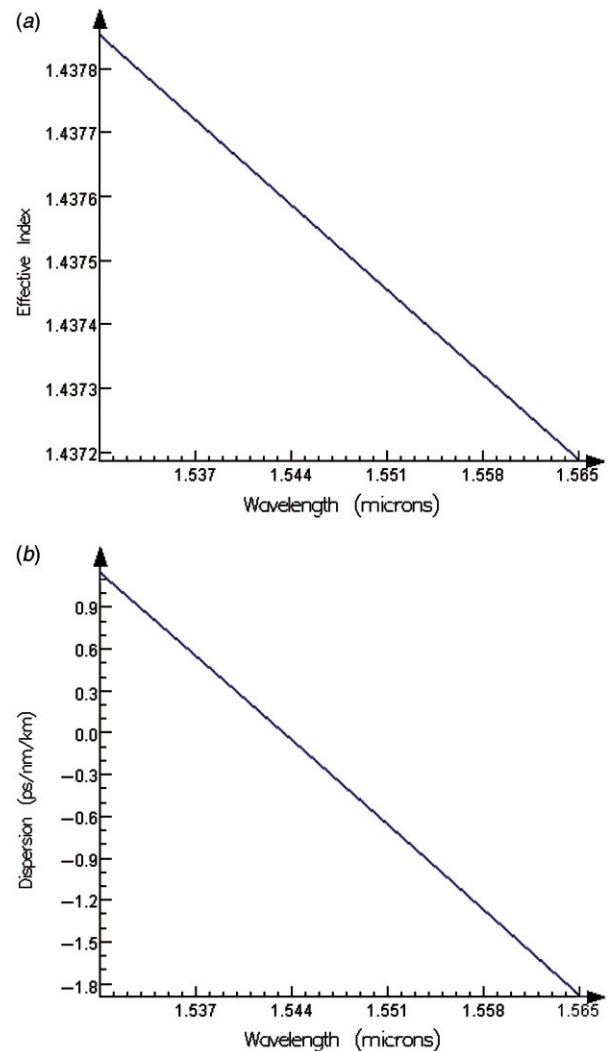 (a)
1.4378
1.4377
1.4376
1.4375
1.4374
1.4373
1.4372
Effective Index
1.537 1.544 1.551 1.558 1.565
Wavelength (microns)
(b)
0.9
0.6
0.3
0.0
−0.3
−0.6
−0.9
−1.2
−1.5
−1.8
Dispersion (ps/nm/km)
1.537 1.544 1.551 1.558 1.565
Wavelength (microns)